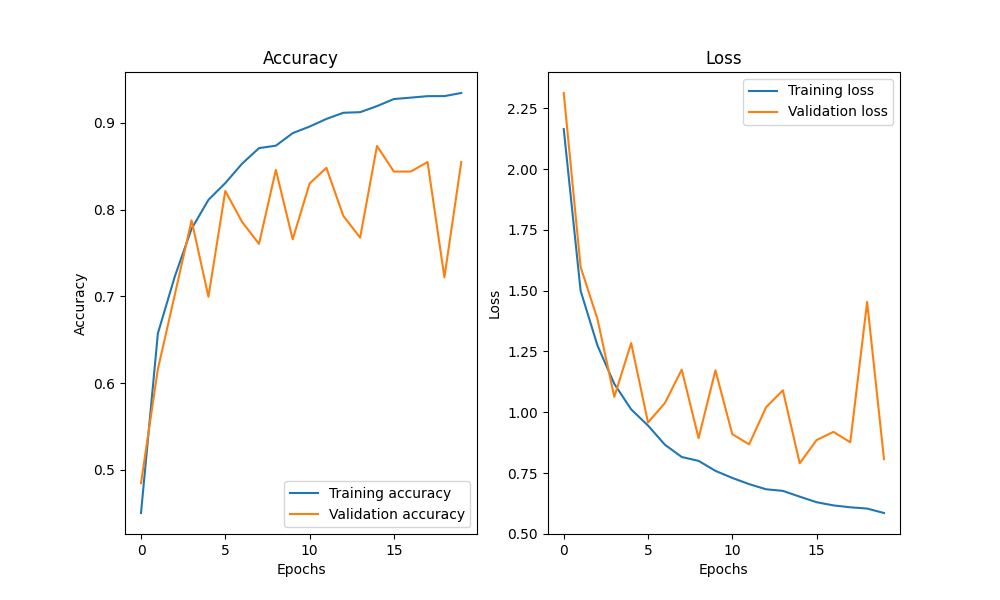 Accuracy
Accuracy
0.9
0.8
0.7
0.6
0.5
Training accuracy
Validation accuracy
0
5
10
15
Epochs
Loss
Loss
2.25
2.00
1.75
1.50
1.25
1.00
0.75
0.50
Training loss
Validation loss
0
5
10
15
Epochs